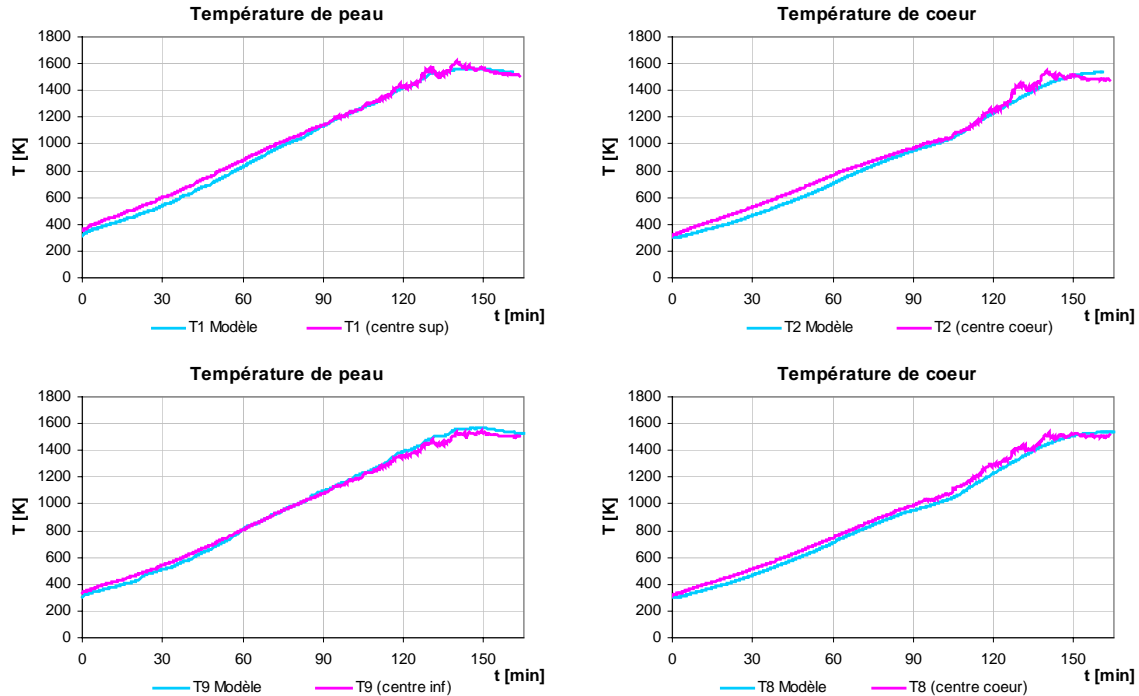 Température de peau
1800
1600
1400
1200
1000
800
600
400
200
0
T [K]
0 30 60 90 120 150
t [min]
T1 Modèle T1 (centre sup)
Température de coeur
1800
1600
1400
1200
1000
800
600
400
200
0
T [K]
0 30 60 90 120 150
t [min]
T2 Modèle T2 (centre coeur)
Température de peau
1800
1600
1400
1200
1000
800
600
400
200
0
T [K]
0 30 60 90 120 150
t [min]
T9 Modèle T9 (centre inf)
Température de coeur
1800
1600
1400
1200
1000
800
600
400
200
0
T [K]
0 30 60 90 120 150
t [min]
T8 Modèle T8 (centre coeur)